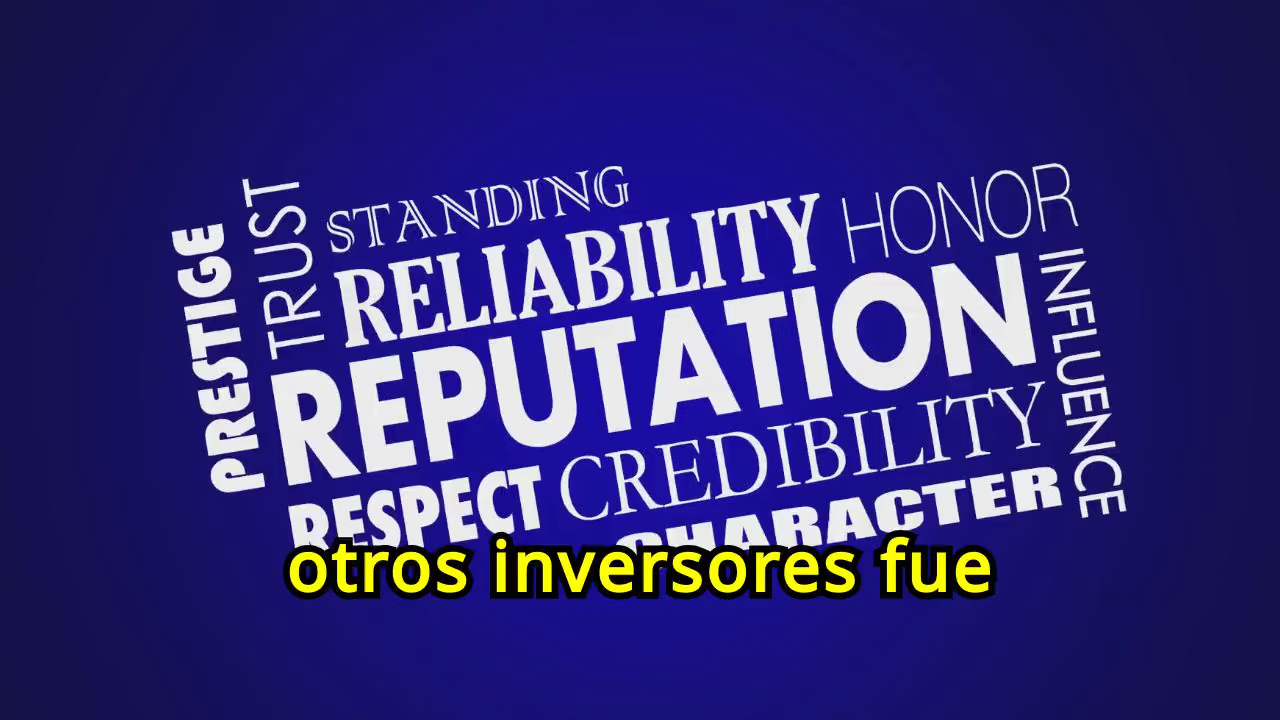 PRESTIGE
TRUST
STANDING
HONOR
RELIABILITY
REPUTATION
INFLUENCE
RESPECT
CREDIBILITY
CHARACTER
otros inversores fue